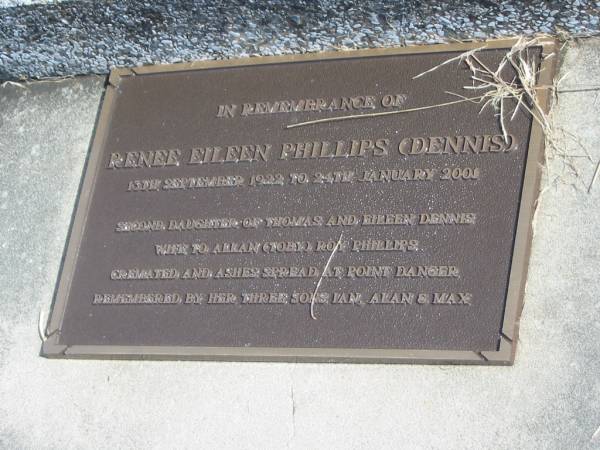 IN REMEMBRANCE OF
RENEE EILEEN PHILLIPS (DENNIS)
13TH SEPTEMBER 1922 TO 24TH JANUARY 2001
SECOND DAUGHTER OF THOMAS AND EILEEN DENNIS
WIFE TO ALLAN (TOBY) ROY PHILLIPS
CREMATED AND ASHES SPREAD AT POINT DANGER
REMEMBERED BY HER THREE SONS IAN, ALAN & MAX